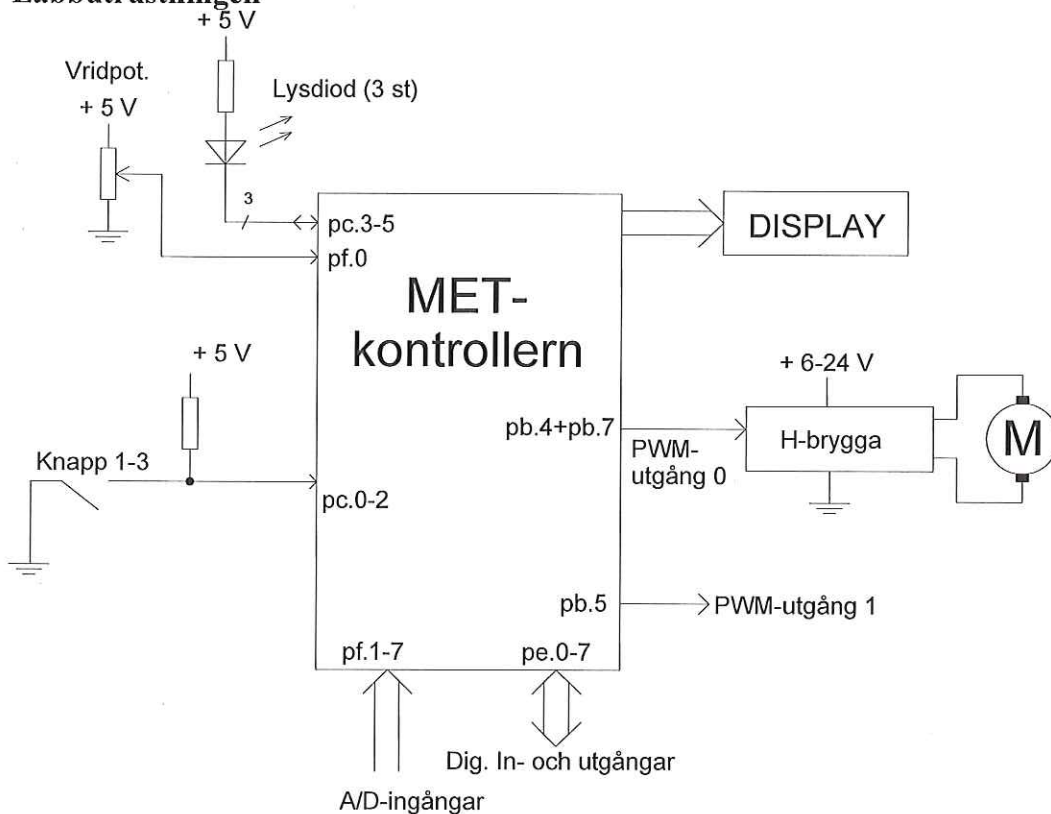 Labbutrustningen
+ 5 V
Vridpot.
+ 5 V
Lysdiod (3 st)
3
pc.3-5
pf.0
MET-
kontrollern
DISPLAY
+ 5 V
Knapp 1-3
pc.0-2
pb.4+pb.7
PWM-
utgång 0
+ 6-24 V
H-brygga
M
pb.5
PWM-utgång 1
pf.1-7
pe.0-7
Dig. In- och utgångar
A/D-ingångar